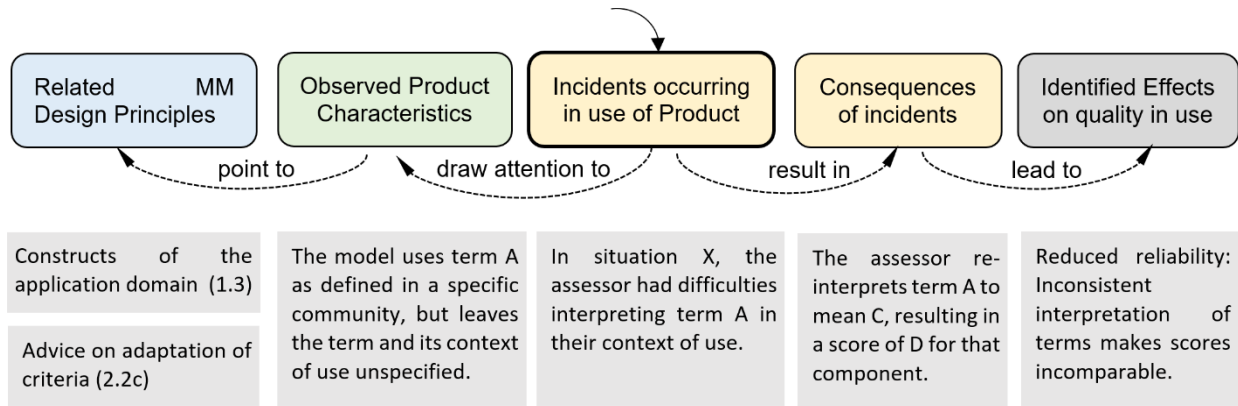 Related MM
Design Principles
Observed Product
Characteristics
Incidents occurring
in use of Product
Consequences
of incidents
Identified Effects
on quality in use
point to
draw attention to
result in
lead to
Constructs of the
application domain (1.3)
Advice on adaptation of
criteria (2.2c)
The model uses term A
as defined in a specific
community, but leaves
the term and its context
of use unspecified.
In situation X, the
assessor had difficulties
interpreting term A in
their context of use.
The assessor re-
interprets term A to
mean C, resulting in
a score of D for that
component.
Reduced reliability:
Inconsistent
interpretation of
terms makes scores
incomparable.